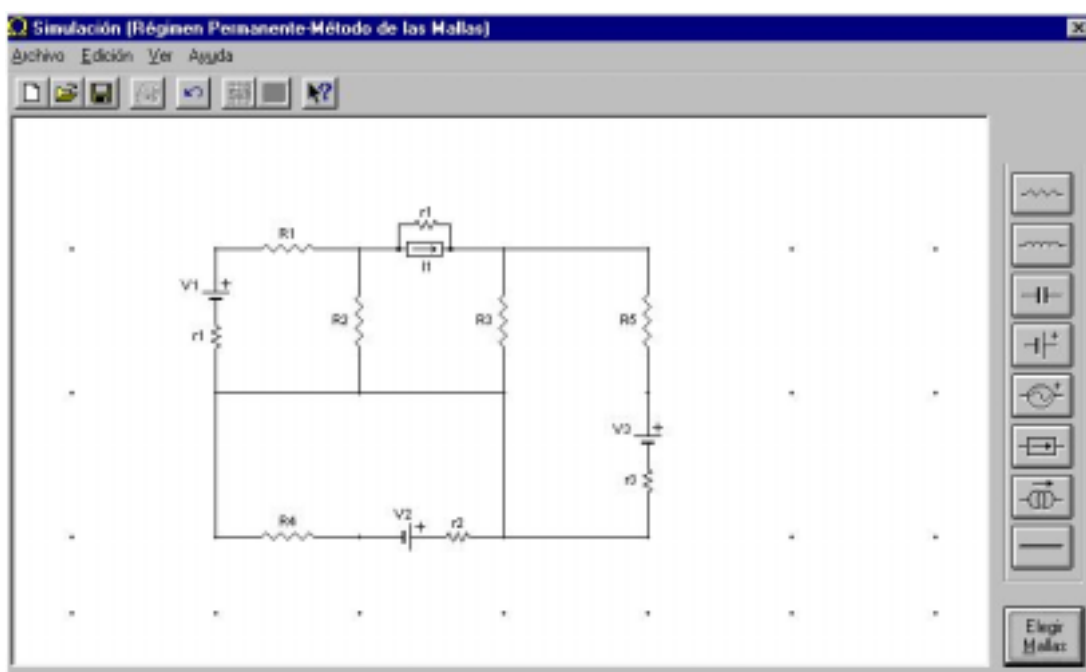 Simulación (Régimen Permanente-Método de las Mallas)
Archivo Edición Ver Ayuda
r1
R1
I1
V1 +
R2
R3
R5
r1
V3 +
r3
R4
V2 +
r2
Elegir
Mallas